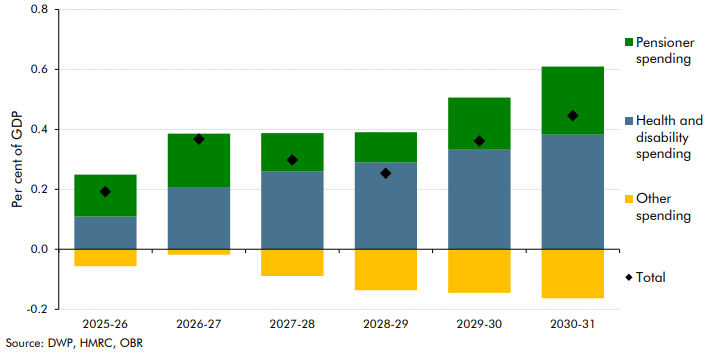 Per cent of GDP
0.8
0.6
0.4
0.2
0.0
-0.2
2025-26
2026-27
2027-28
2028-29
2029-30
2030-31
Pensioner
spending
Health and
disability
spending
Other
spending
Total
Source: DWP, HMRC, OBR